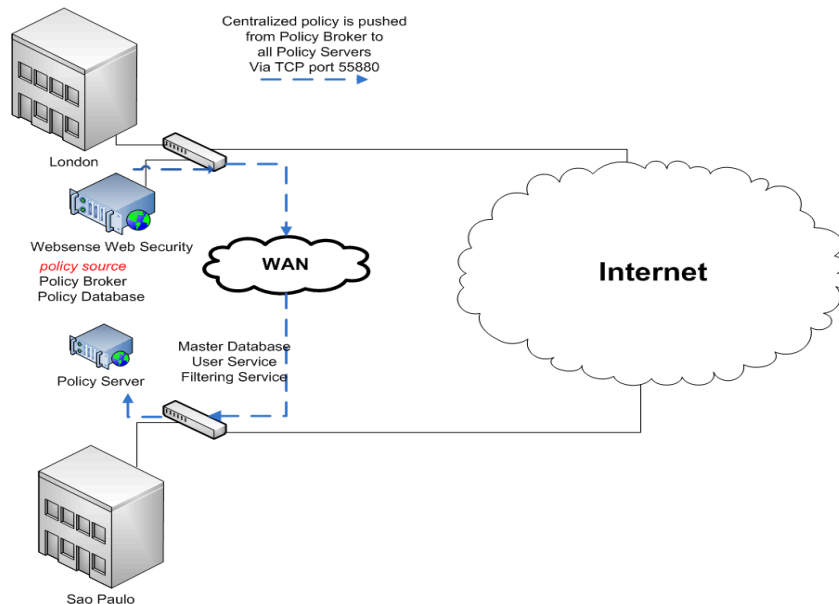 Centralized policy is pushed
from Policy Broker to
all Policy Servers
Via TCP port 55880
London
Websense Web Security
policy source
Policy Broker
Policy Database
WAN
Internet
Master Database
User Service
Filtering Service
Policy Server
Sao Paulo